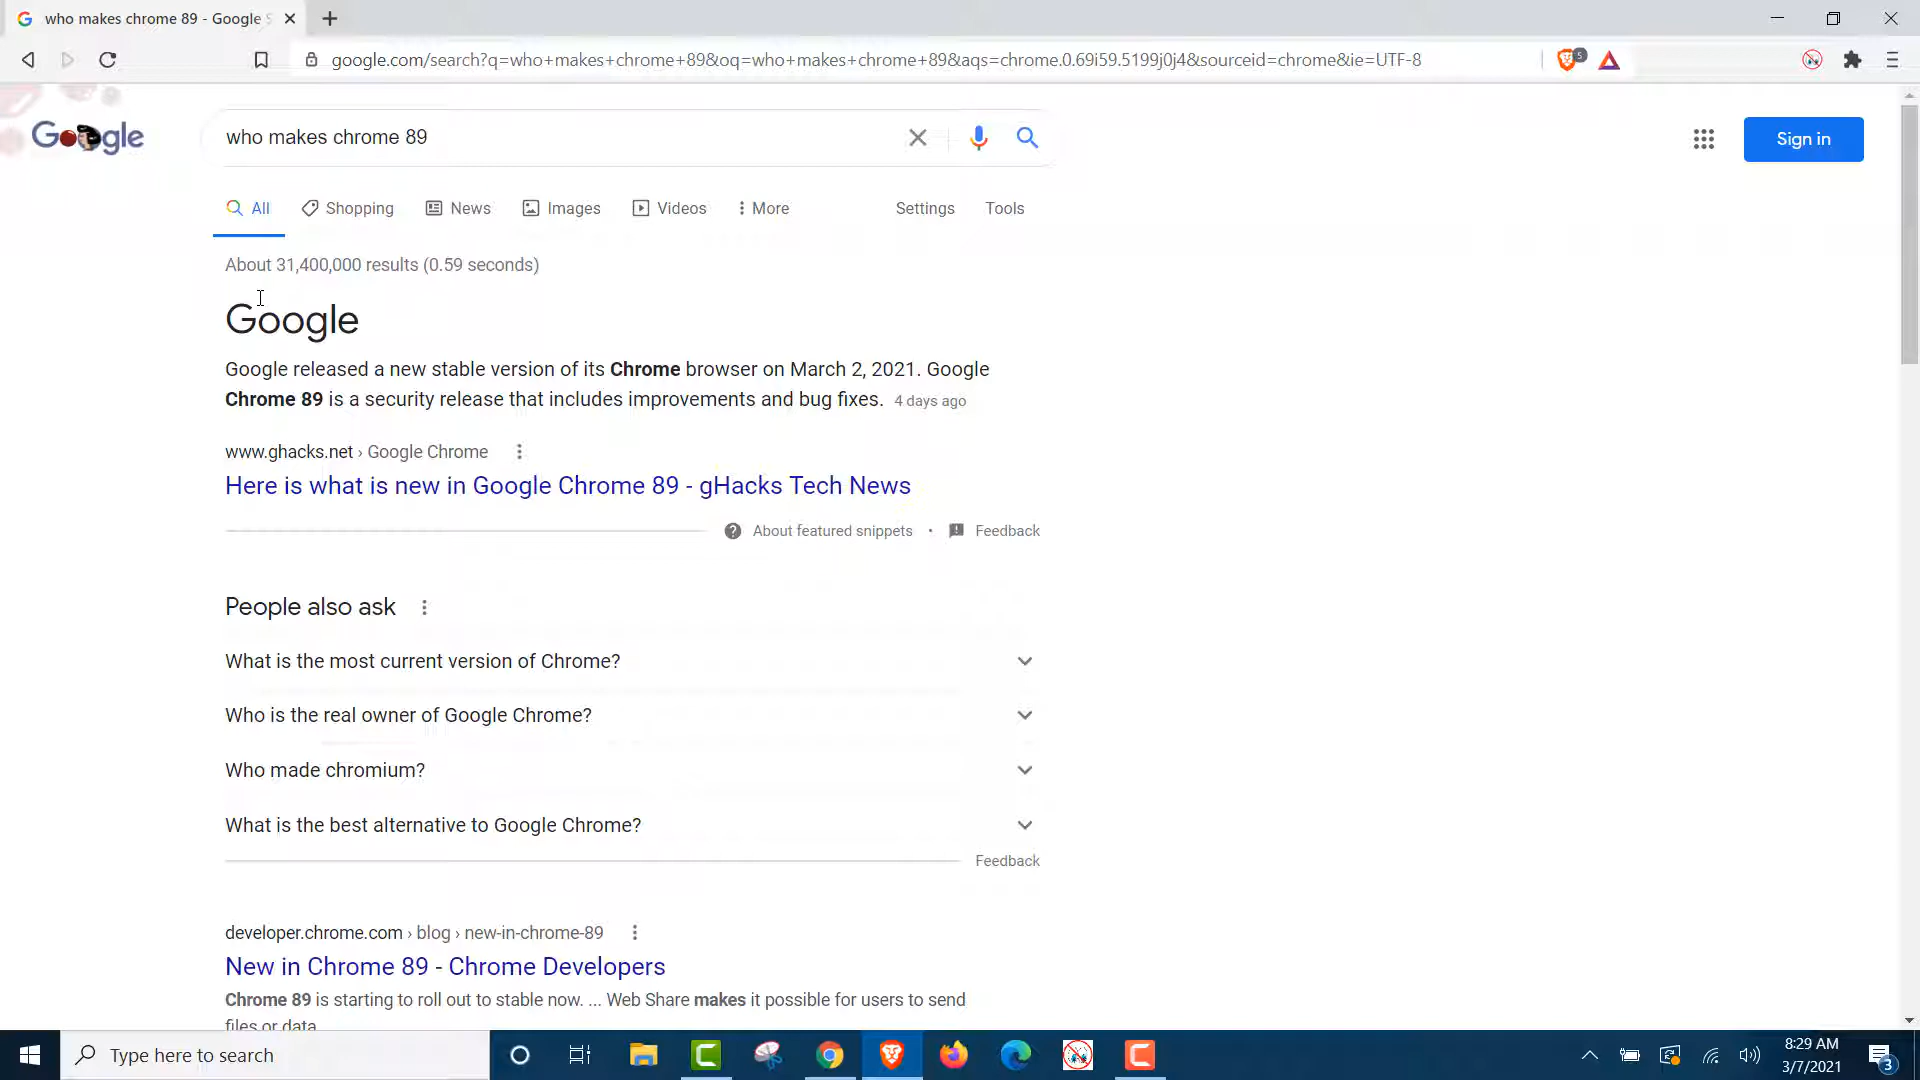 who makes chrome 89 - Google S
google.com/search?q=who+makes+chrome+89&oq=who+makes+chrome+89&aqs=chrome.0.69i59.5199j0j4&sourceid=chrome&ie=UTF-8
5
Google
who makes chrome 89
Sign in
All
Shopping
News
Images
Videos
More
Settings
Tools
About 31,400,000 results (0.59 seconds)
Google
Google released a new stable version of its Chrome browser on March 2, 2021. Google
Chrome 89 is a security release that includes improvements and bug fixes. 4 days ago
www.ghacks.net › Google Chrome
Here is what is new in Google Chrome 89 - gHacks Tech News
About featured snippets • Feedback
People also ask
What is the most current version of Chrome?
Who is the real owner of Google Chrome?
Who made chromium?
What is the best alternative to Google Chrome?
Feedback
developer.chrome.com › blog › new-in-chrome-89
New in Chrome 89 - Chrome Developers
Chrome 89 is starting to roll out to stable now. ... Web Share makes it possible for users to send
files or data
Type here to search
8:29 AM
3/7/2021
3